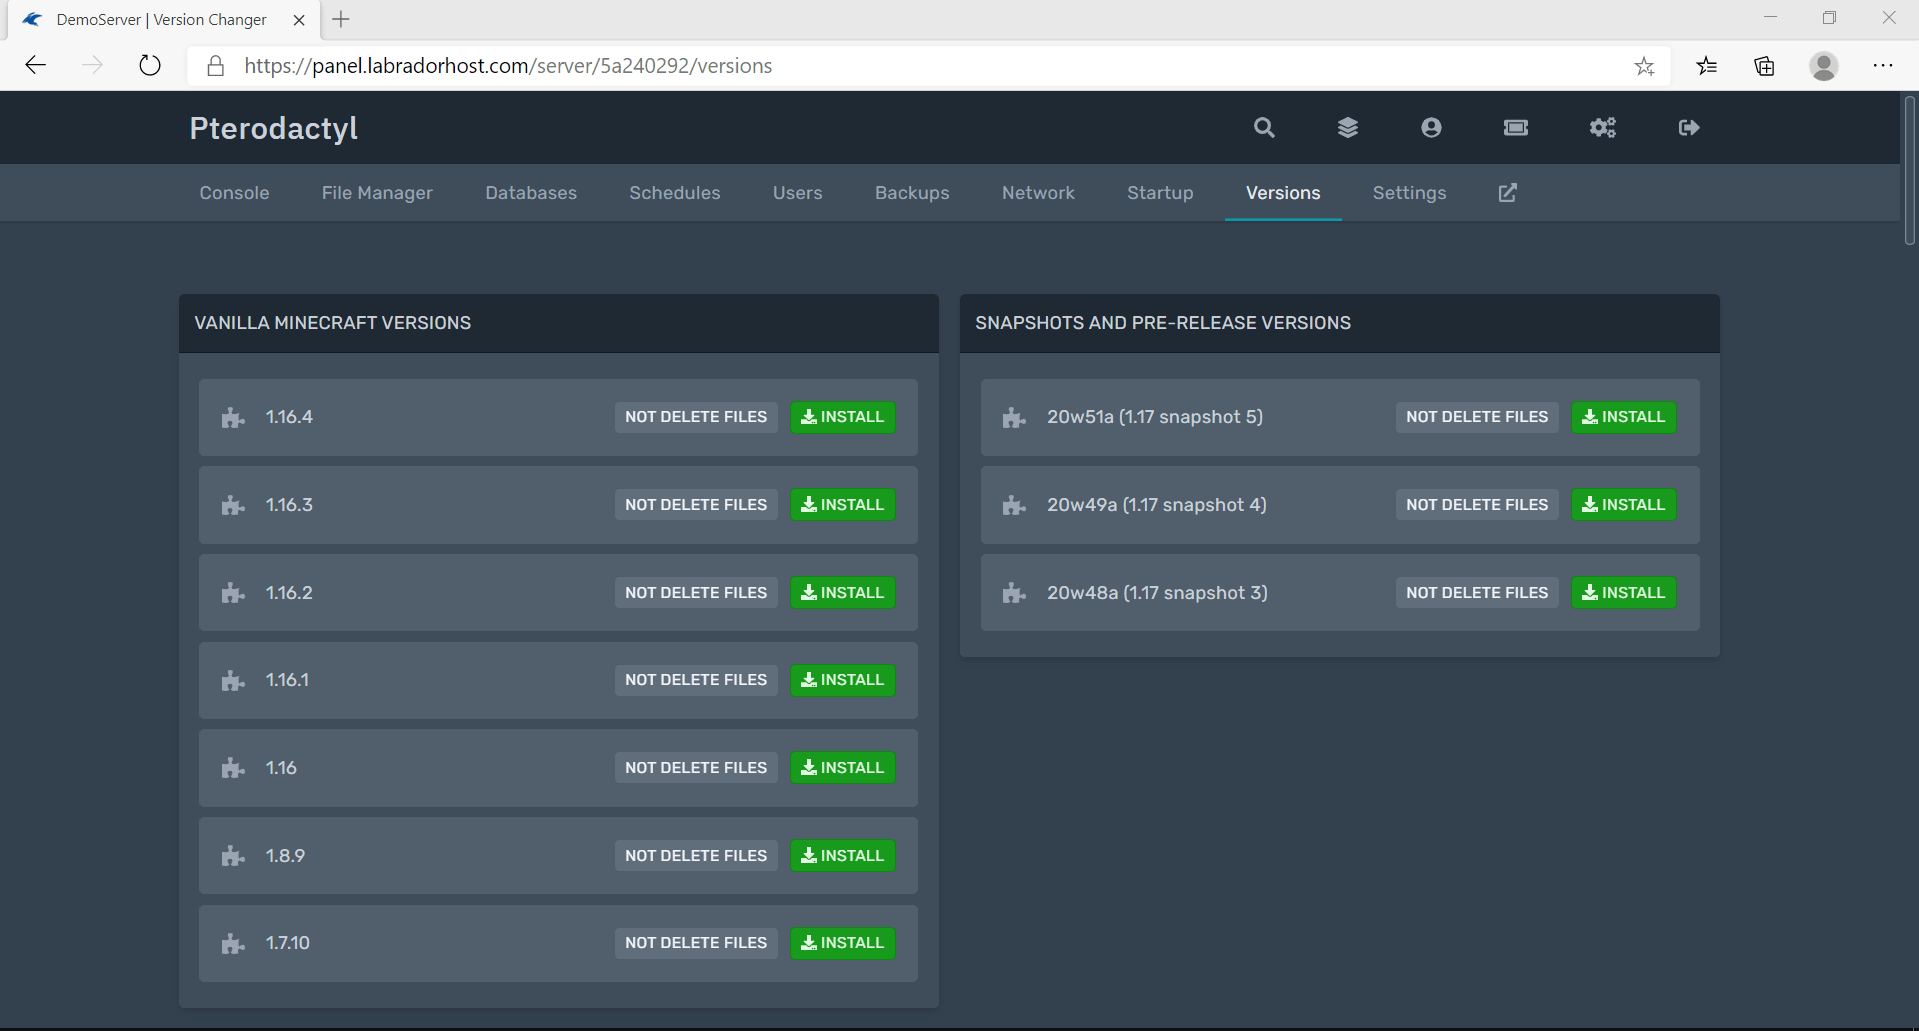 DemoServer | Version Changer
https://panel.labradorhost.com/server/5a240292/versions
Pterodactyl
Console File Manager Databases Schedules Users Backups Network Startup Versions Settings
VANILLA MINECRAFT VERSIONS
1.16.4 NOT DELETE FILES INSTALL
1.16.3 NOT DELETE FILES INSTALL
1.16.2 NOT DELETE FILES INSTALL
1.16.1 NOT DELETE FILES INSTALL
1.16 NOT DELETE FILES INSTALL
1.8.9 NOT DELETE FILES INSTALL
1.7.10 NOT DELETE FILES INSTALL
SNAPSHOTS AND PRE-RELEASE VERSIONS
20w51a (1.17 snapshot 5) NOT DELETE FILES INSTALL
20w49a (1.17 snapshot 4) NOT DELETE FILES INSTALL
20w48a (1.17 snapshot 3) NOT DELETE FILES INSTALL